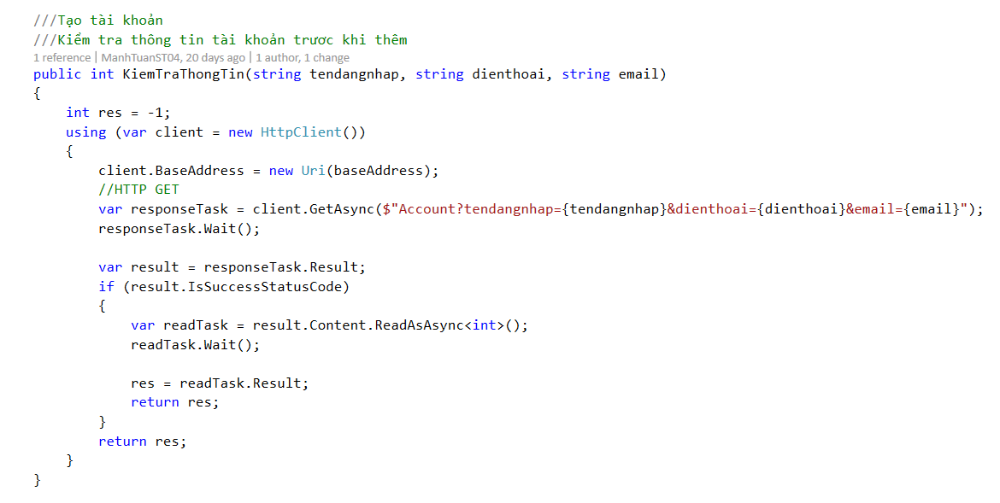 ///Tạo tài khoản
///Kiểm tra thông tin tài khoản trươc khi thêm
1 reference | ManhTuanST04, 20 days ago | 1 author, 1 change
public int KiemTraThongTin(string tendangnhap, string dienthoai, string email)
{
    int res = -1;
    using (var client = new HttpClient())
    {
        client.BaseAddress = new Uri(baseAddress);
        //HTTP GET
        var responseTask = client.GetAsync($"Account?tendangnhap={tendangnhap}&dienthoai={dienthoai}&email={email}");
        responseTask.Wait();

        var result = responseTask.Result;
        if (result.IsSuccessStatusCode)
        {
            var readTask = result.Content.ReadAsAsync<int>();
            readTask.Wait();

            res = readTask.Result;
            return res;
        }
        return res;
    }
}